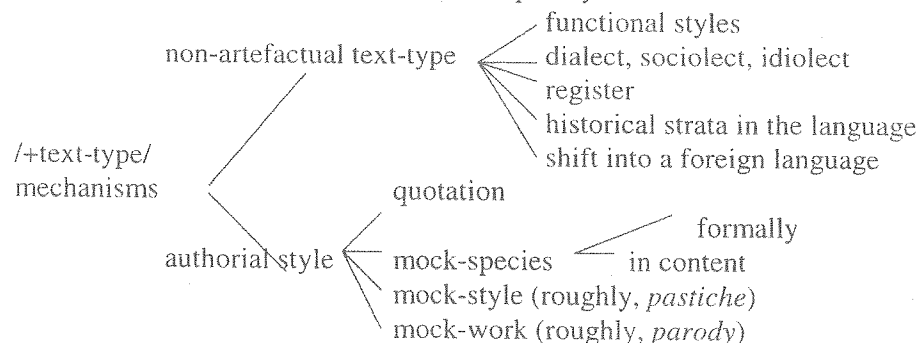 functional styles
non-artefactual text-type
dialect, sociolect, idiolect
register
historical strata in the language
/+text-type/
shift into a foreign language
mechanisms
quotation
formally
authorial style
mock-species
in content
mock-style (roughly, pastiche)
mock-work (roughly, parody)